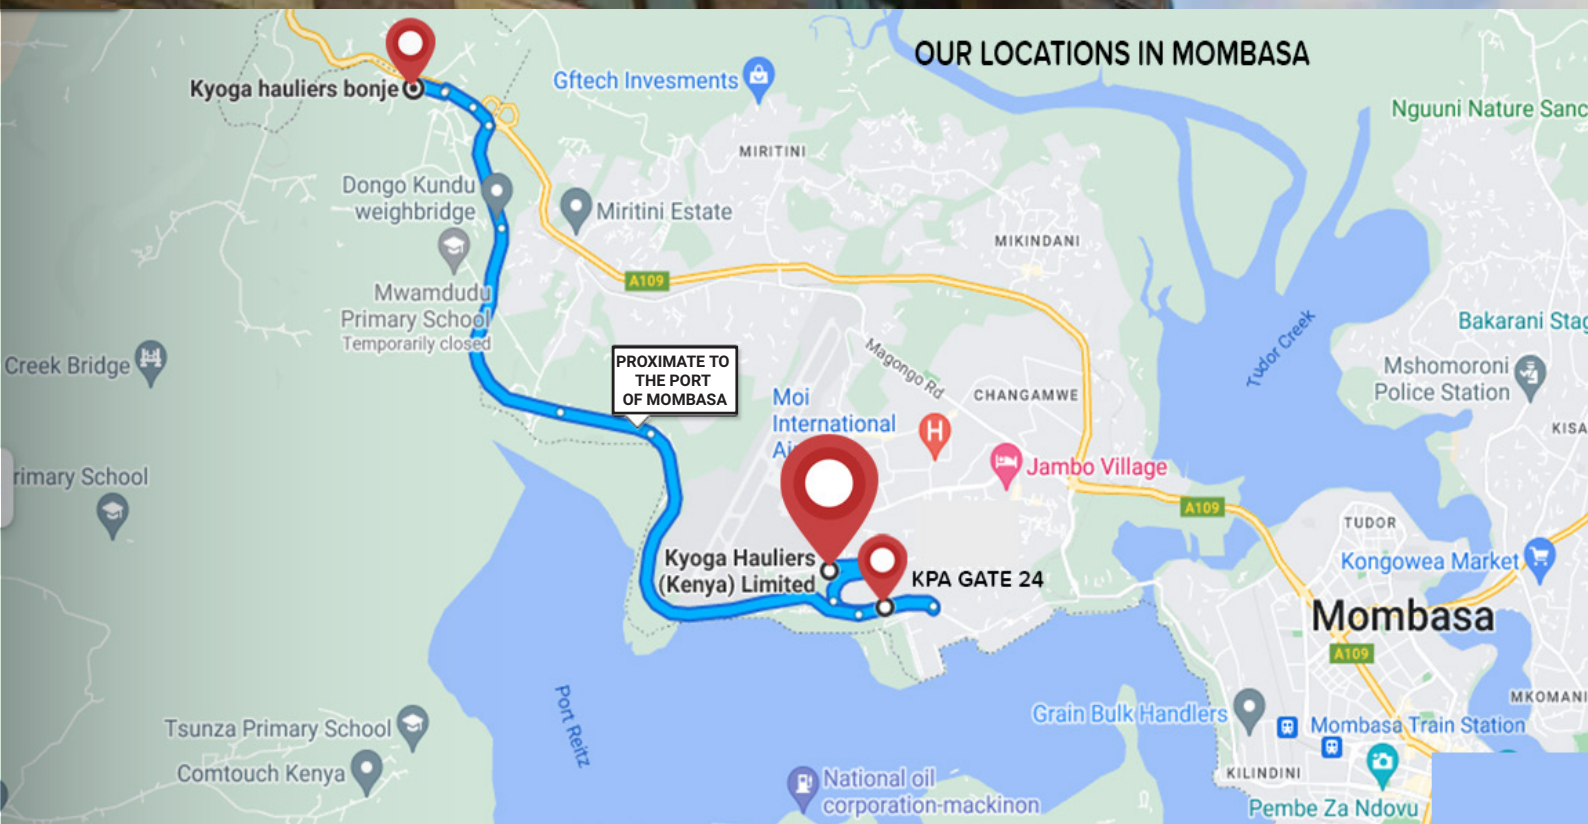 OUR LOCATIONS IN MOMBASA
Kyoga hauliers bonje
Gftech Invesments
Nguuni Nature Sanc
MIRITINI
Dongo Kundu
weighbridge
Miritini Estate
MIKINDANI
A109
Mwamdudu
Primary School
Temporarily closed
Creek Bridge
PROXIMATE TO
THE PORT
OF MOMBASA
Magongo Rd
Tudor Creek
Bakarani Stag
Mshomoroni
Police Station
CHANGAMWE
Moi
International
Ai
H
KISA
Jambo Village
rimary School
A109
TUDOR
Kongowea Market
Kyoga Hauliers
(Kenya) Limited
KPA GATE 24
Mombasa
A109
MKOMANI
Port Reitz
Grain Bulk Handlers
Mombasa Train Station
Tsunza Primary School
Comtouch Kenya
KILINDINI
National oil
corporation-mackinon
Pembe Za Ndovu